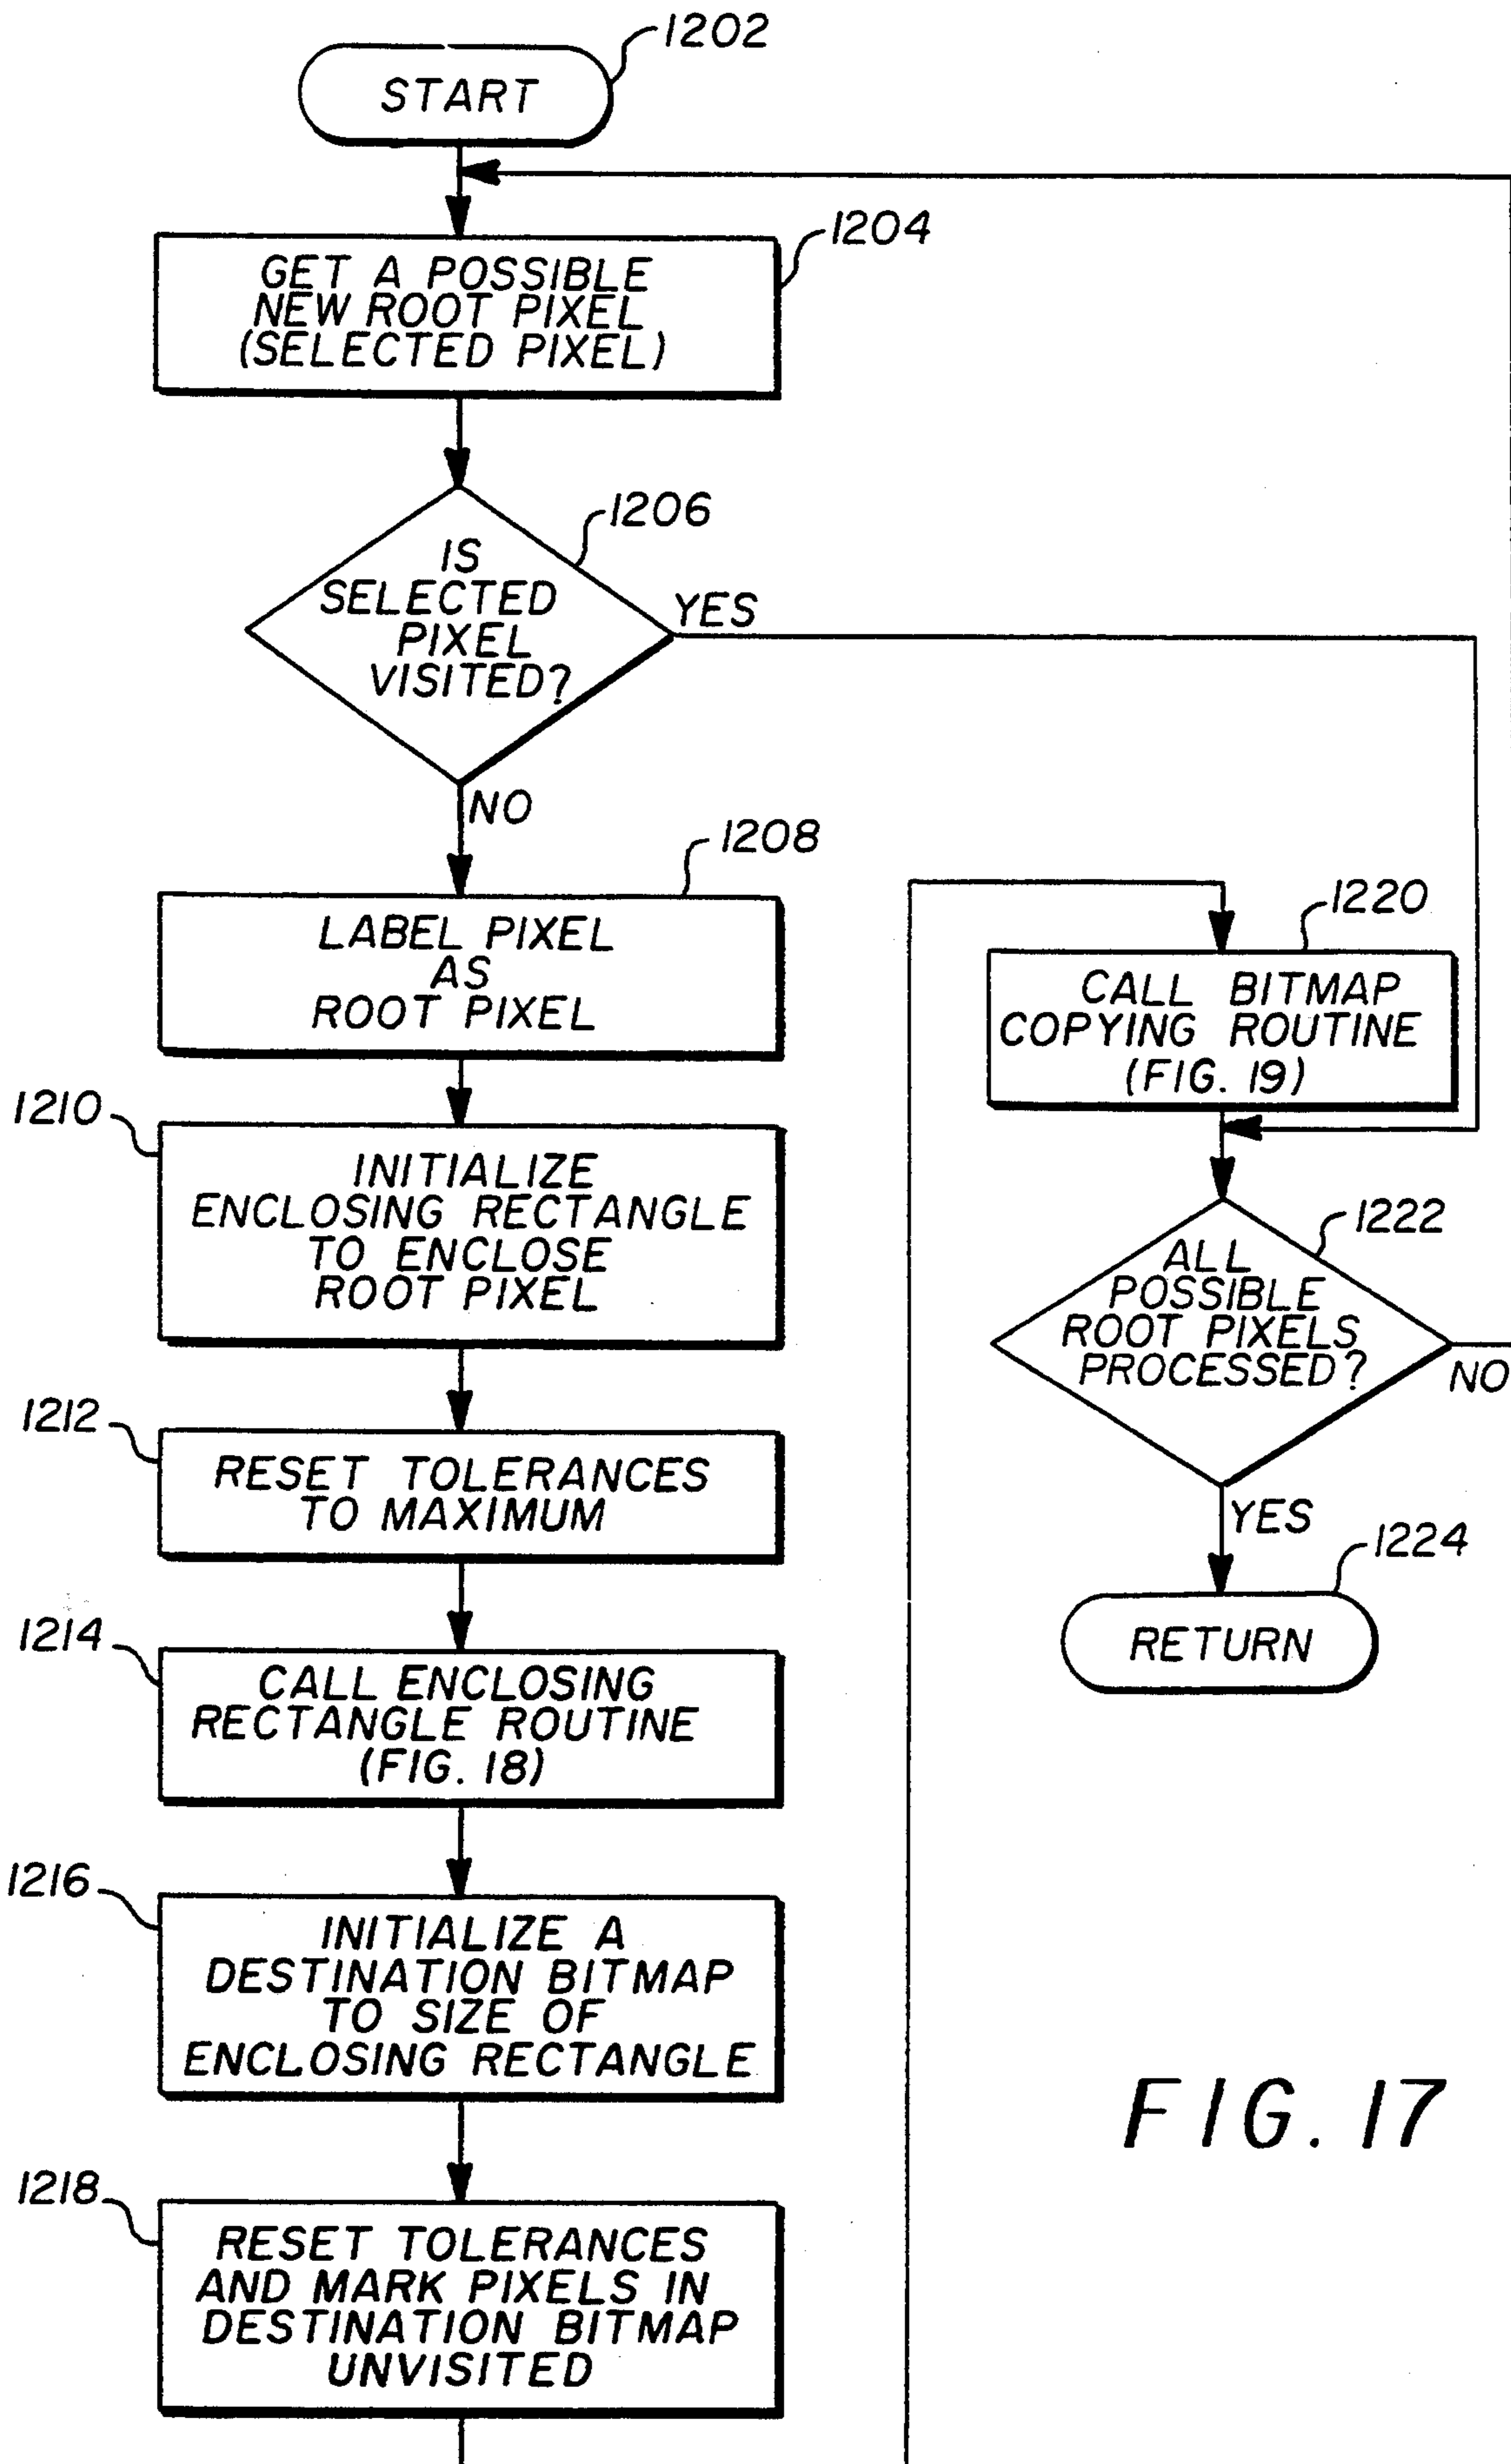 1202
START
1204
GET A POSSIBLE
NEW ROOT PIXEL
(SELECTED PIXEL)
1206
IS
SELECTED
PIXEL
VISITED?
YES
NO
1208
LABEL PIXEL
AS
ROOT PIXEL
1210
INITIALIZE
ENCLOSING RECTANGLE
TO ENCLOSE
ROOT PIXEL
1212
RESET TOLERANCES
TO MAXIMUM
1214
CALL ENCLOSING
RECTANGLE ROUTINE
(FIG. 18)
1216
INITIALIZE A
DESTINATION BITMAP
TO SIZE OF
ENCLOSING RECTANGLE
1218
RESET TOLERANCES
AND MARK PIXELS IN
DESTINATION BITMAP
UNVISITED
1220
CALL BITMAP
COPYING ROUTINE
(FIG. 19)
1222
ALL
POSSIBLE
ROOT PIXELS
PROCESSED?
NO
YES
1224
RETURN
FIG. 17